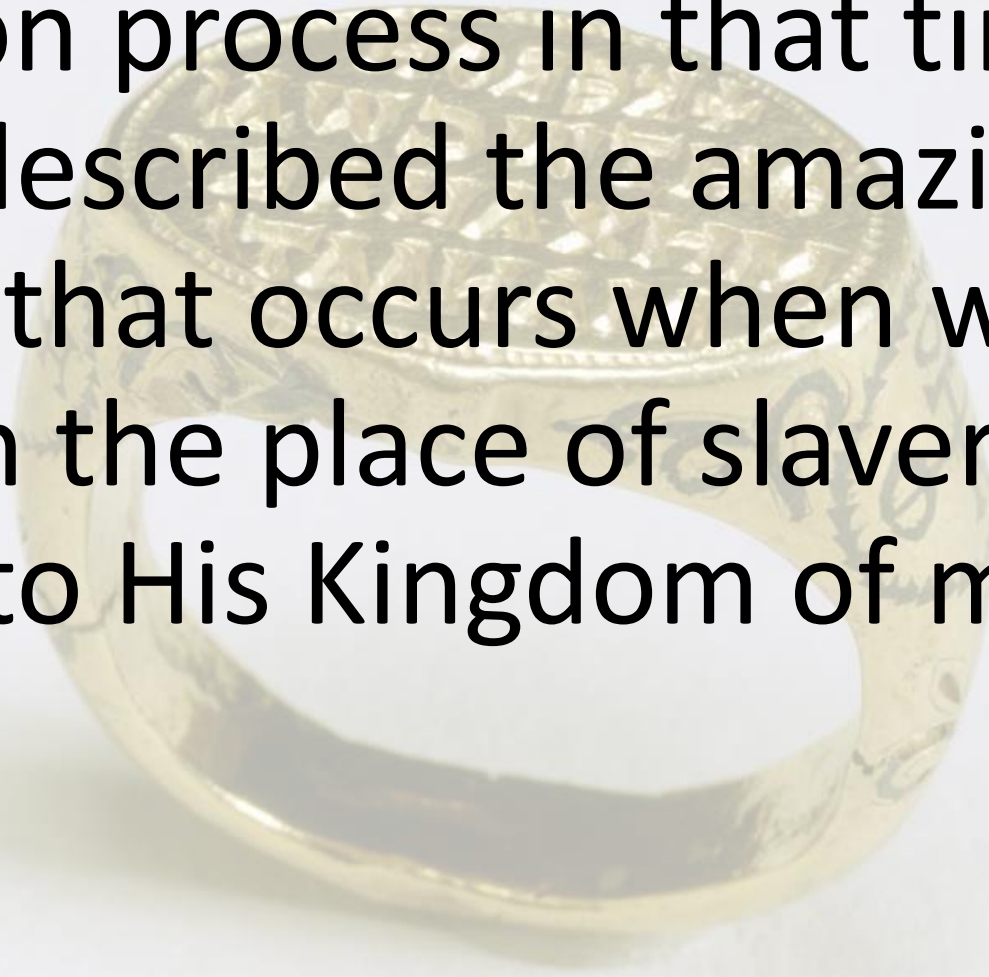 on process in that ti
described the amazi
that occurs when w
the place of slaver
to His Kingdom of m